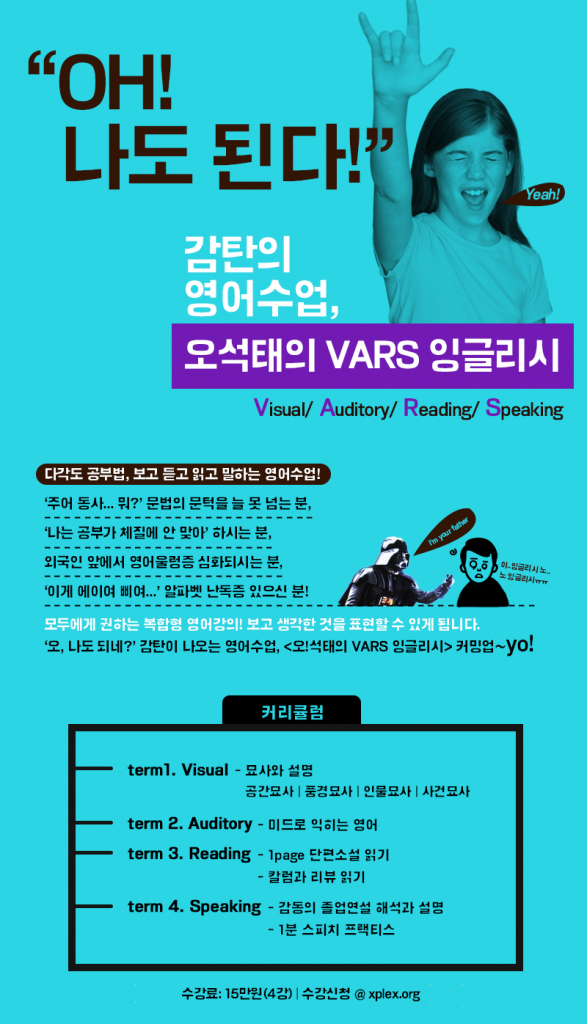 “OH!
나도 된다!”
Yeah!
감탄의
영어수업,
오석태의 VARS 잉글리시
Visual/ Auditory/ Reading/ Speaking
다각도 공부법, 보고 듣고 읽고 말하는 영어수업!
‘주어 동사... 뭐?’ 문법의 문턱을 늘 못 넘는 분,
‘나는 공부가 체질에 안 맞아’ 하시는 분,
외국인 앞에서 영어울렁증 심화되시는 분,
‘이게 에이여 삐여...’ 알파벳 난독증 있으신 분!
I'm your father
아..잉글리시 노..
노 잉글리시ㅠㅠ
모두에게 권하는 복합형 영어강의! 보고 생각한 것을 표현할 수 있게 됩니다.
‘오, 나도 되네?’ 감탄이 나오는 영어수업, <오!석태의 VARS 잉글리시> 커밍업~yo!
커리큘럼
term1. Visual - 묘사와 설명
공간묘사 | 풍경묘사 | 인물묘사 | 사건묘사
term 2. Auditory - 미드로 익히는 영어
term 3. Reading - 1page 단편소설 읽기
- 칼럼과 리뷰 읽기
term 4. Speaking - 감동의 졸업연설 해석과 설명
- 1분 스피치 프랙티스
수강료: 15만원(4강) | 수강신청 @ xplex.org